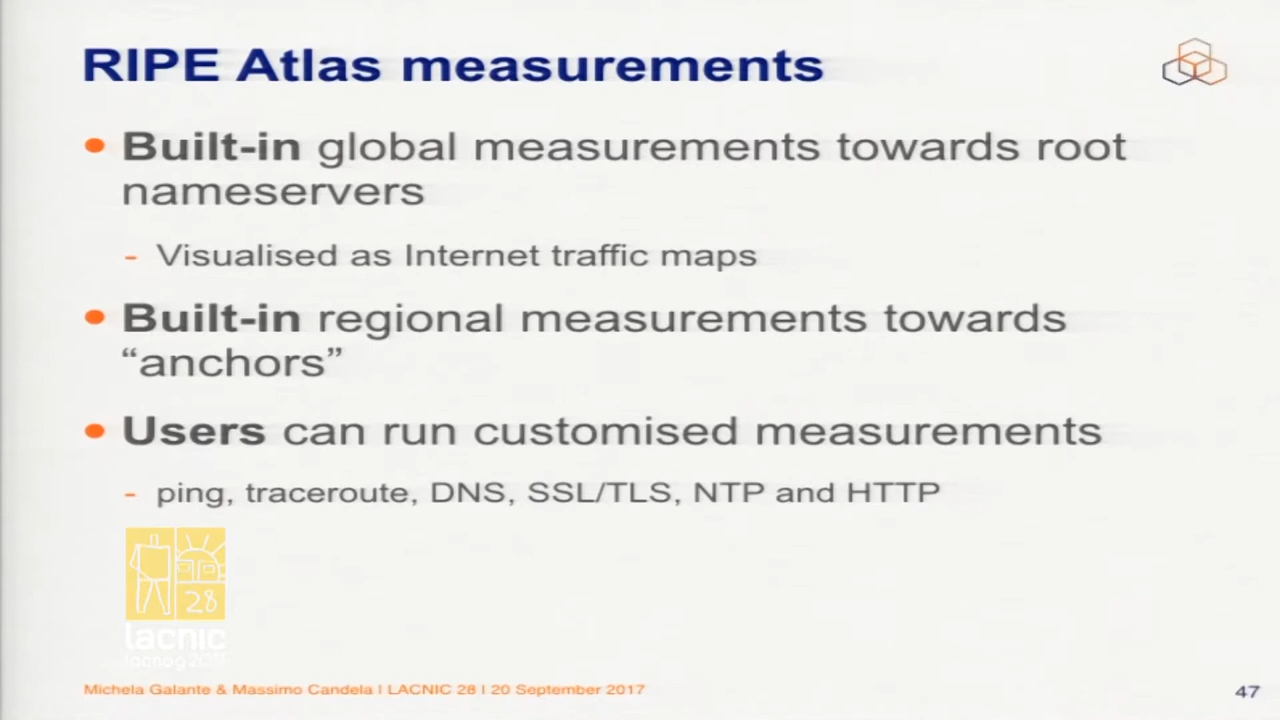 RIPE Atlas measurements
• Built-in global measurements towards root
nameservers
- Visualised as Internet traffic maps
• Built-in regional measurements towards
“anchors”
• Users can run customised measurements
- ping, traceroute, DNS, SSL/TLS, NTP and HTTP
28
lacnic
lacnog 2017
Michela Galante & Massimo Candela | LACNIC 28 | 20 September 2017
47